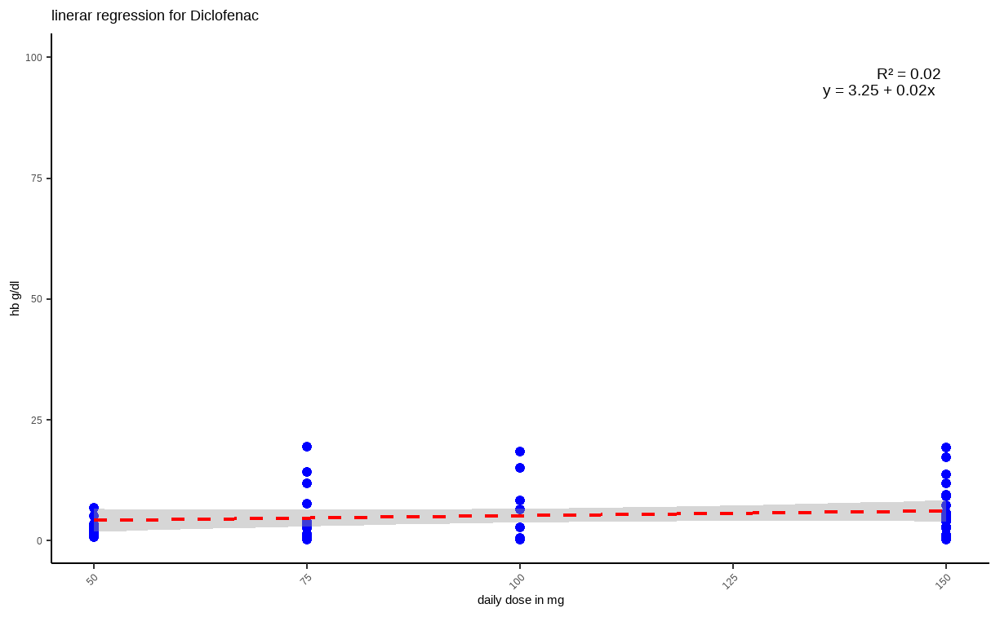 linerar regression for Diclofenac
R² = 0.02
y = 3.25 + 0.02x
100
75
50
25
0
hb g/dl
50
75
100
125
150
daily dose in mg